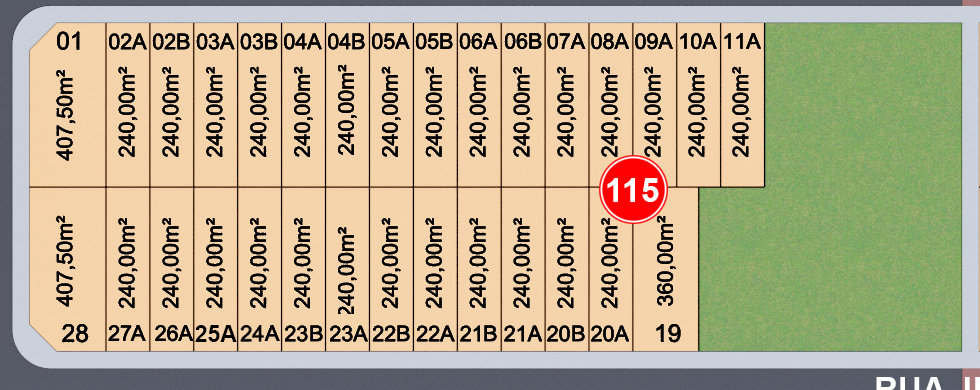 01 02A 02B 03A 03B 04A 04B 05A 05B 06A 06B 07A 08A 09A 10A 11A
407,50m² 240,00m² 240,00m² 240,00m² 240,00m² 240,00m² 240,00m² 240,00m² 240,00m² 240,00m² 240,00m² 240,00m² 240,00m² 240,00m² 240,00m² 240,00m²
115
407,50m² 240,00m² 240,00m² 240,00m² 240,00m² 240,00m² 240,00m² 240,00m² 240,00m² 240,00m² 240,00m² 240,00m² 240,00m² 360,00m²
28 27A 26A 25A 24A 23B 23A 22B 22A 21B 21A 20B 20A 19
RUA